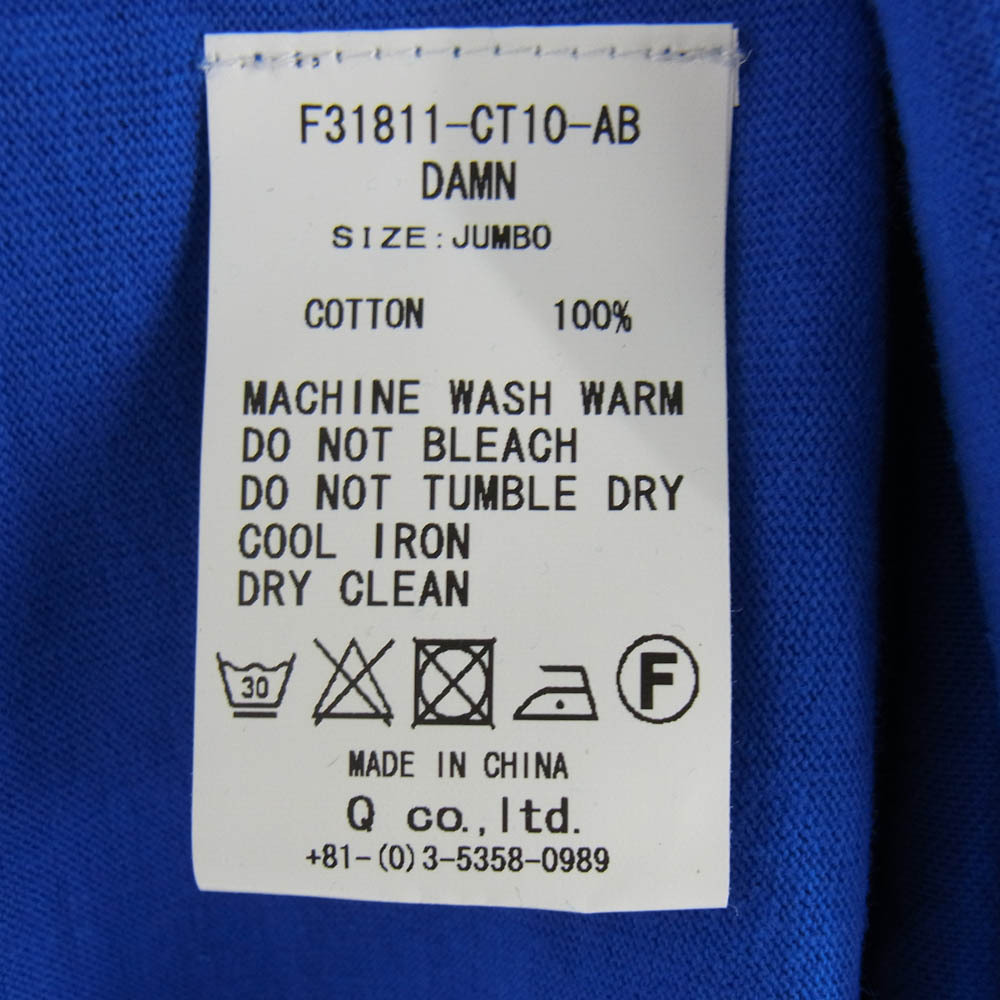 F31811-CT10-AB
DAMN
SIZE:JUMBO
COTTON 100%
MACHINE WASH WARM
DO NOT BLEACH
DO NOT TUMBLE DRY
COOL IRON
DRY CLEAN
30 F
MADE IN CHINA
Q co.,ltd.
+81-(0)3-5358-0989